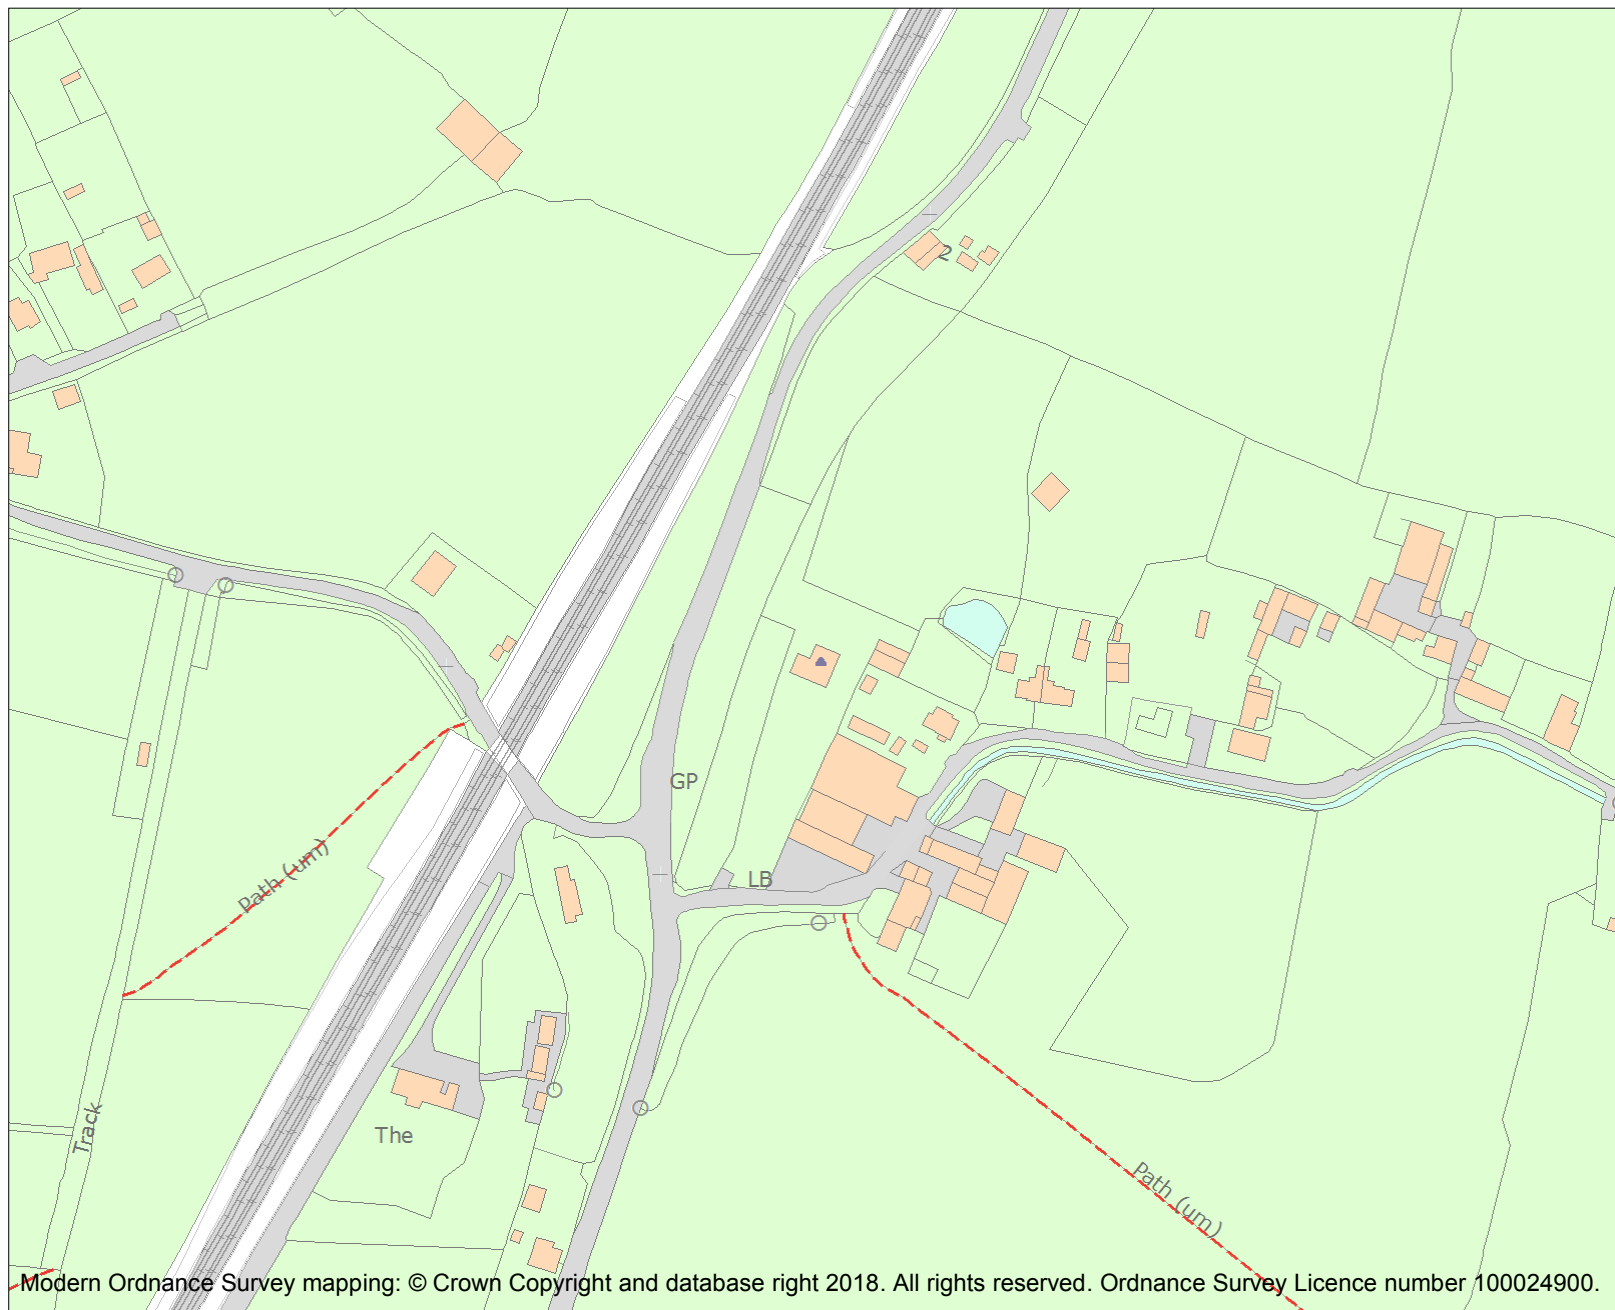 2
GP
Path (um)
LB
Track
The
Path (um)
Modern Ordnance Survey mapping: © Crown Copyright and database right 2018. All rights reserved. Ordnance Survey Licence number 100024900.